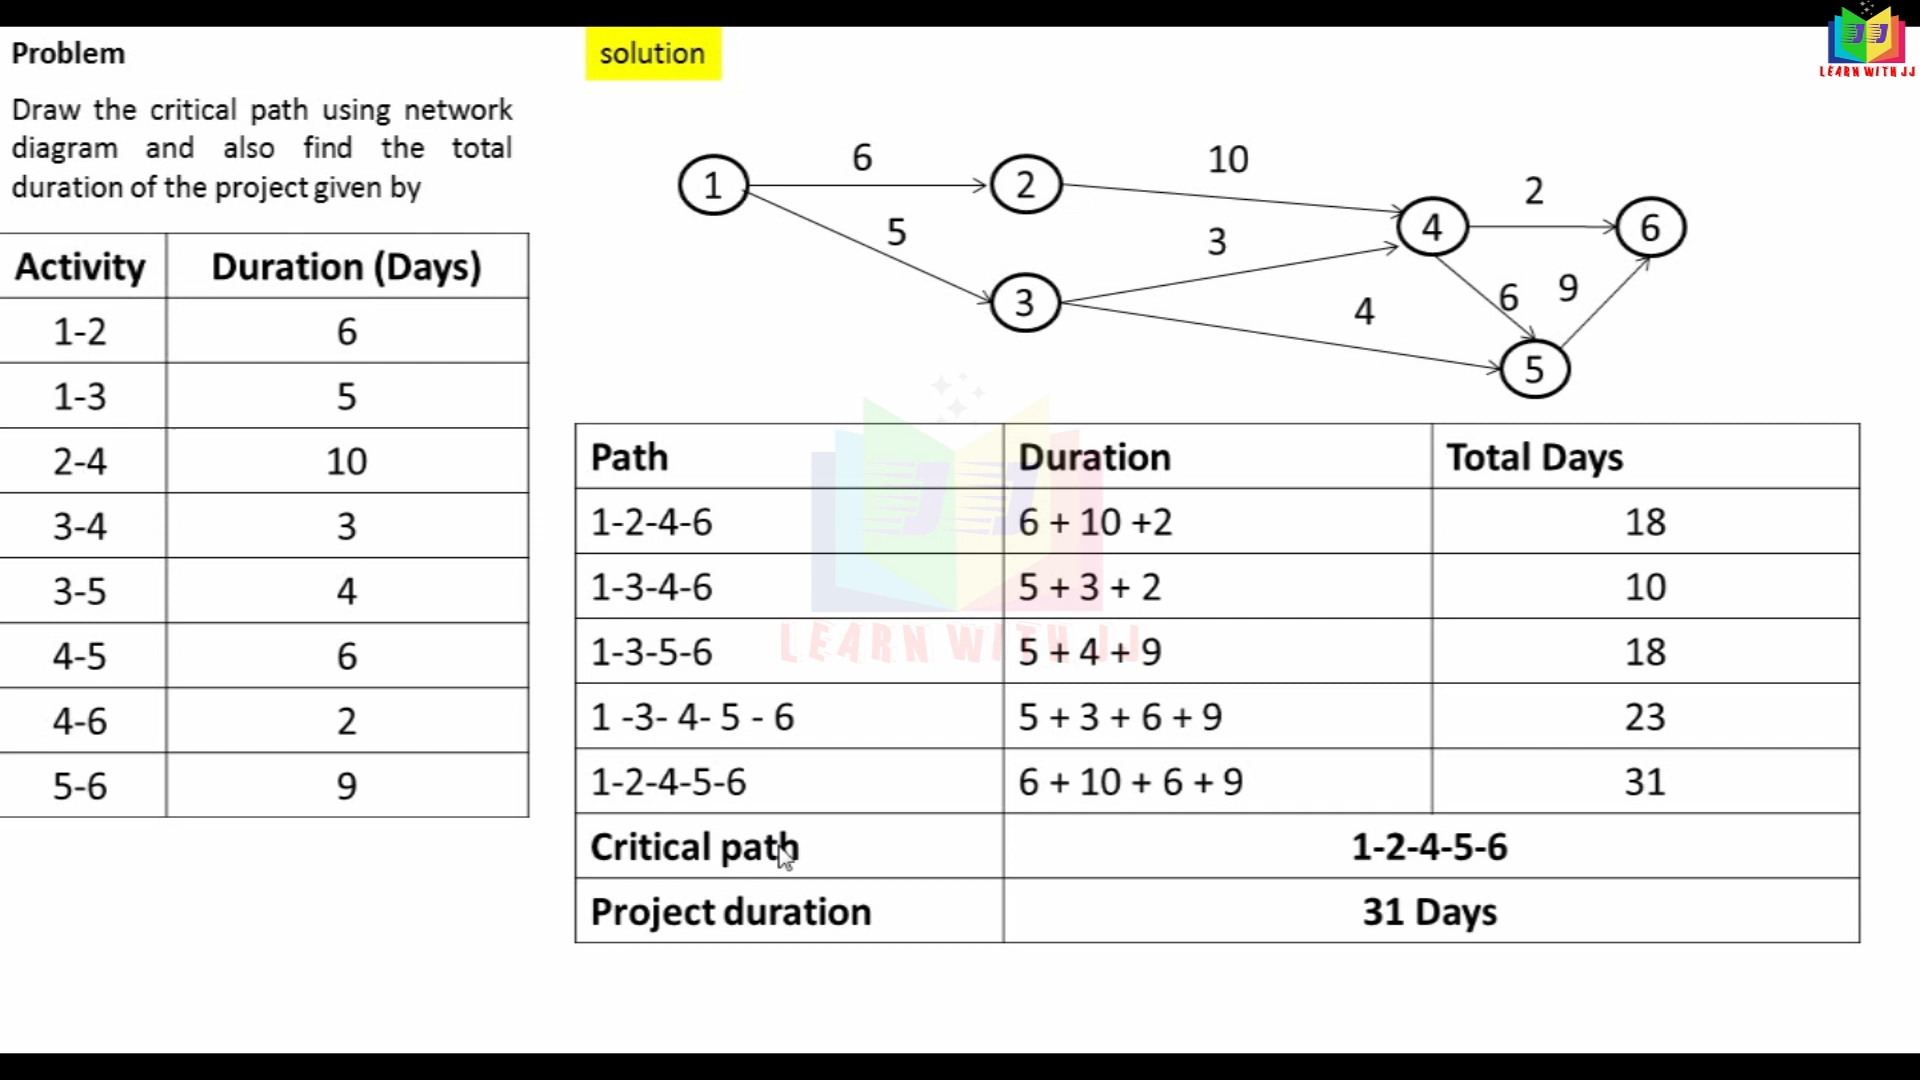 Problem
Draw the critical path using network
diagram and also find the total
duration of the project given by
Activity Duration (Days)
1-2 6
1-3 5
2-4 10
3-4 3
3-5 4
4-5 6
4-6 2
5-6 9
solution
1 6 2 10 4 2 6
5 3 3 4 6 9 5
Path Duration Total Days
1-2-4-6 6 + 10 +2 18
1-3-4-6 5 + 3 + 2 10
1-3-5-6 5 + 4 + 9 18
1 -3- 4- 5 - 6 5 + 3 + 6 + 9 23
1-2-4-5-6 6 + 10 + 6 + 9 31
Critical path 1-2-4-5-6
Project duration 31 Days
JJ
LEARN WITH JJ
JJ
LEARN WITH JJ